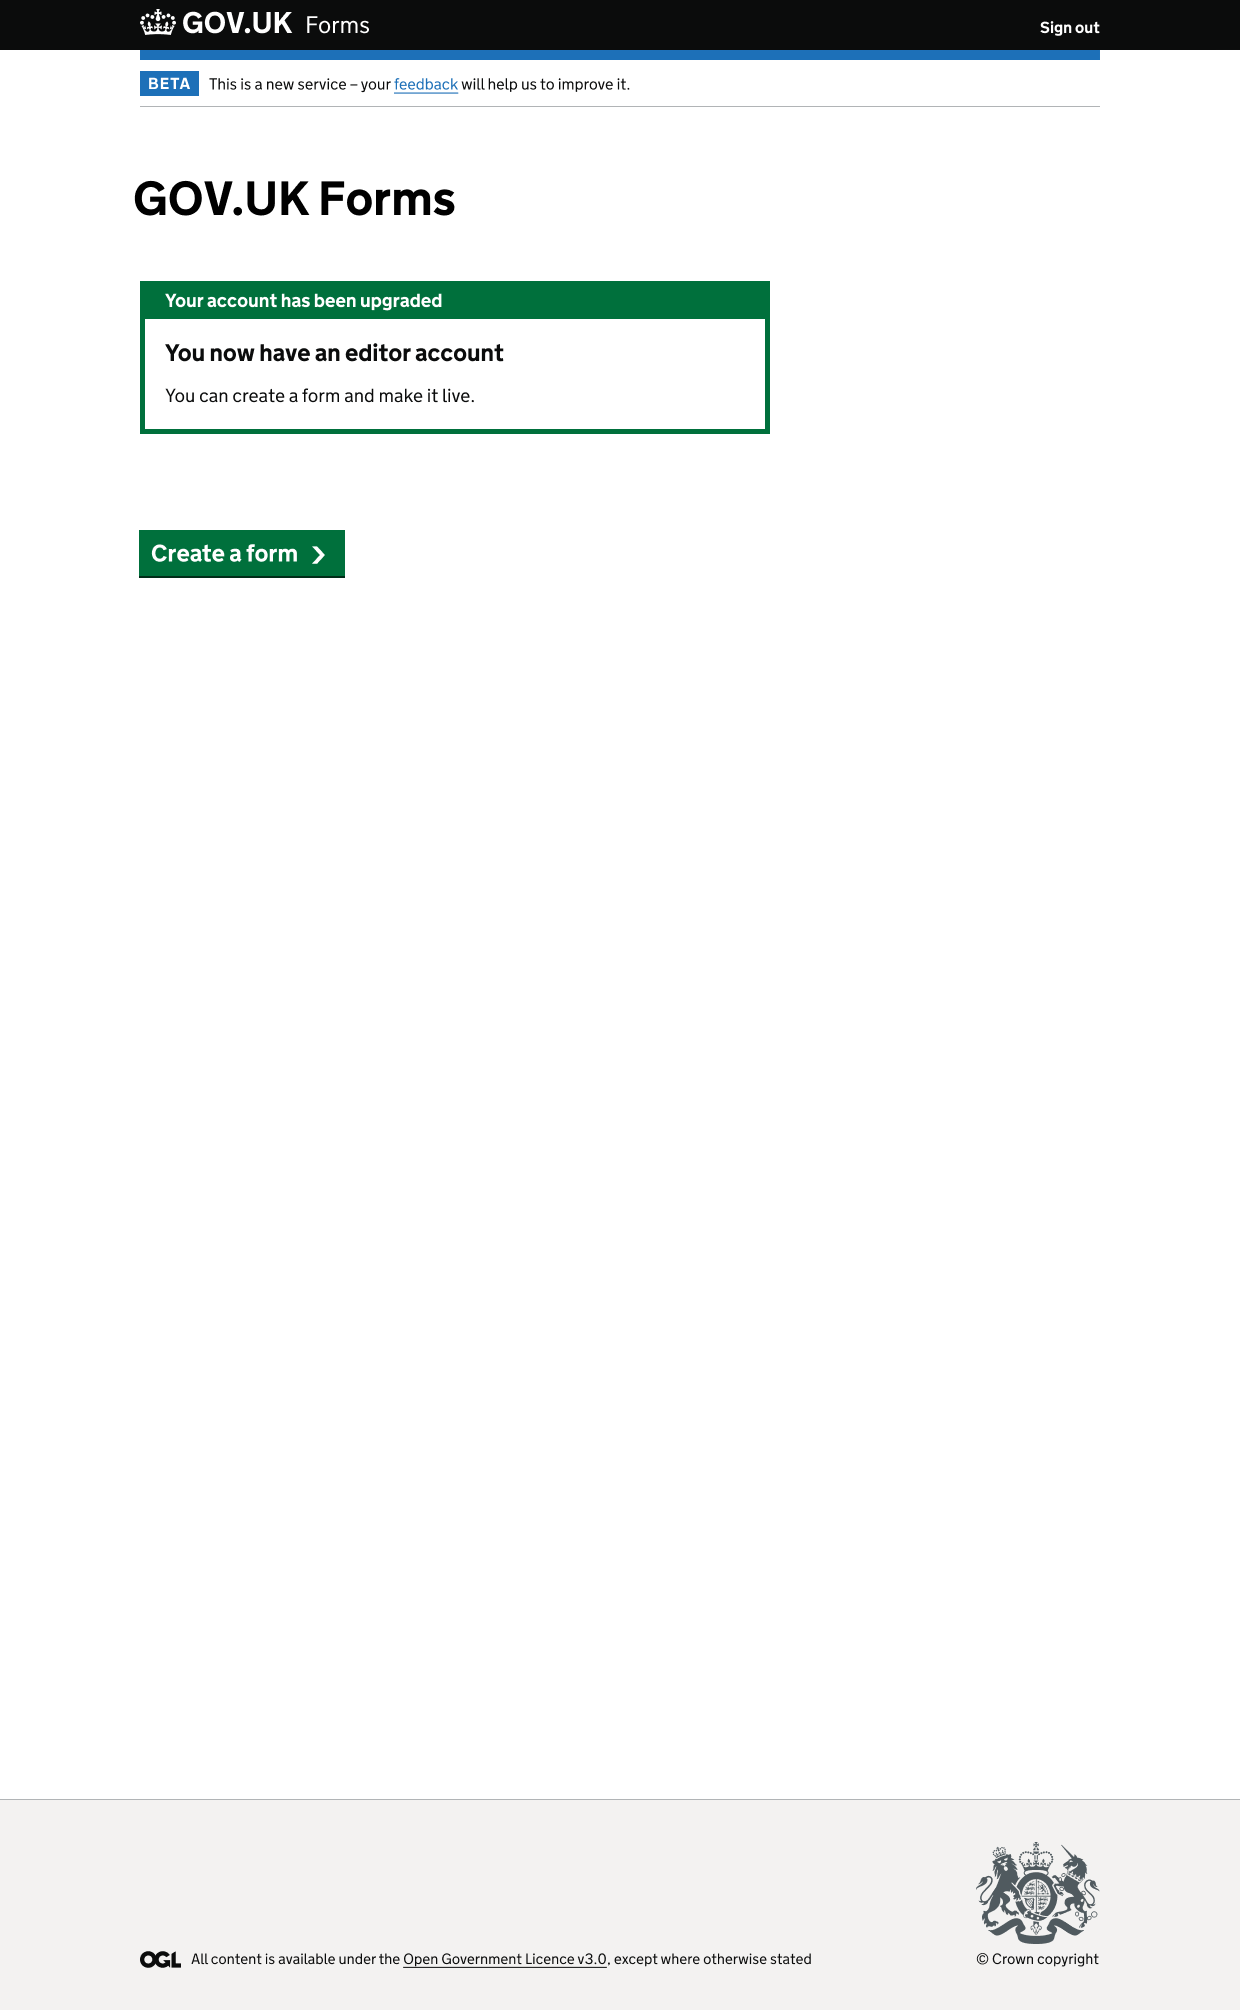 GOV.UK Forms
Sign out
BETA This is a new service – your feedback will help us to improve it.
GOV.UK Forms
Your account has been upgraded
You now have an editor account
You can create a form and make it live.
Create a form
OGL All content is available under the Open Government Licence v3.0, except where otherwise stated
© Crown copyright